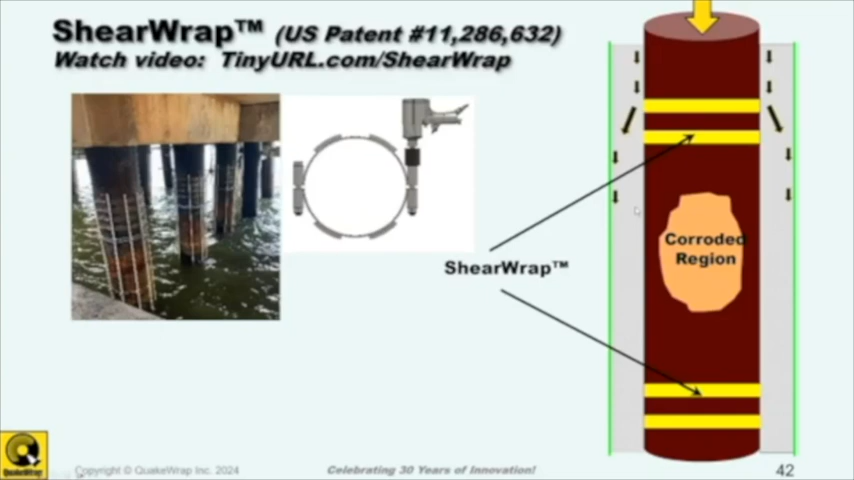 ShearWrap™ (US Patent #11,286,632)
Watch video: TinyURL.com/ShearWrap
Corroded
Region
ShearWrap™
QuakeWrap
Copyright © QuakeWrap Inc. 2024
Celebrating 30 Years of Innovation!
42